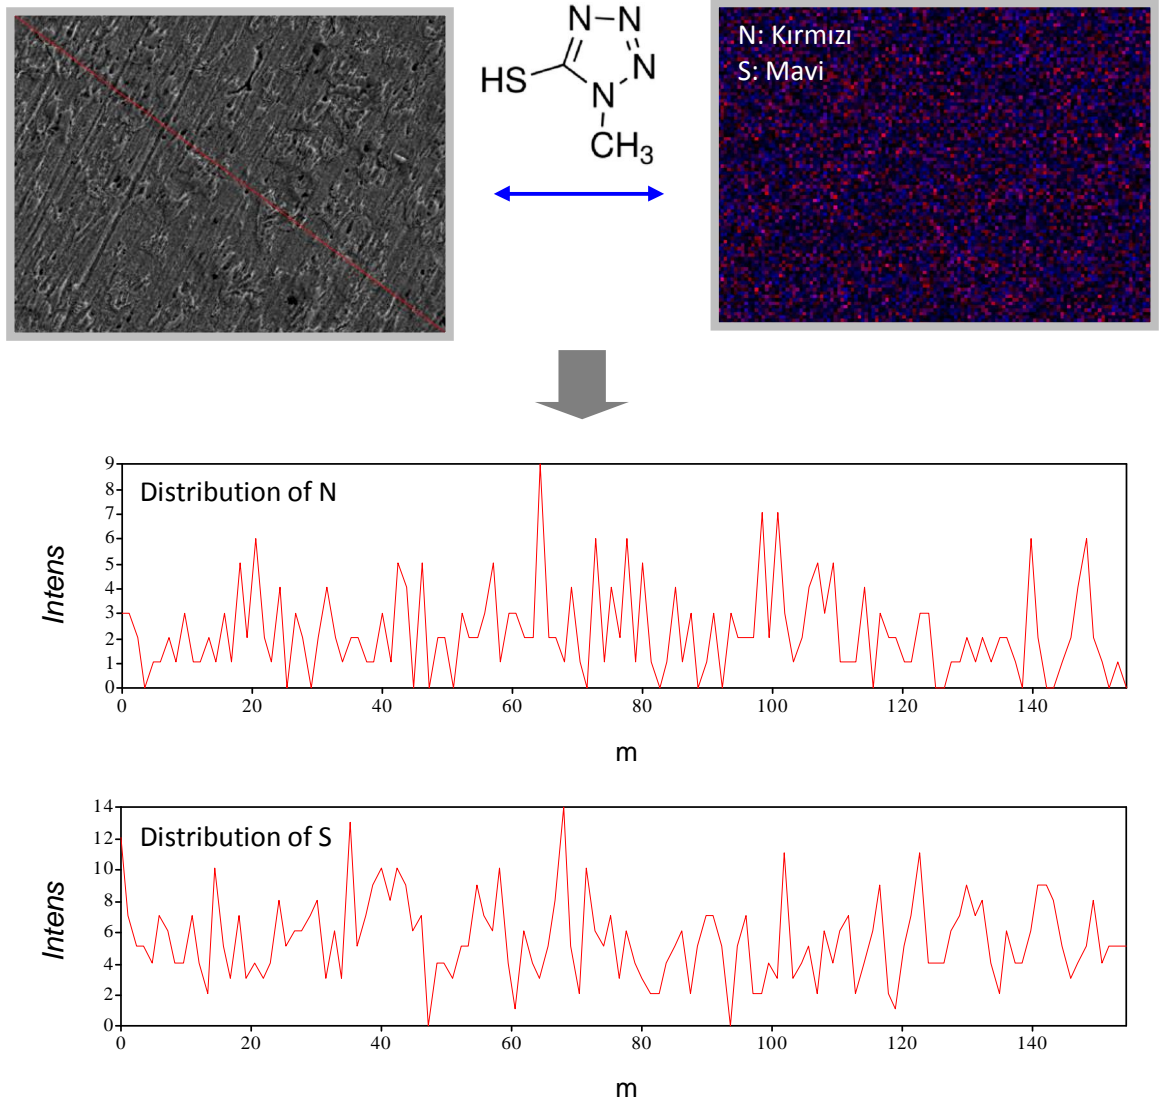 N
N
N
N
HS
N
CH3
N: Kırmızı
S: Mavi
9
8
7
6
5
4
3
2
1
0
Distribution of N
Intens
0 20 40 60 80 100 120 140
m
14
12
10
8
6
4
2
0
Distribution of S
Intens
0 20 40 60 80 100 120 140
m